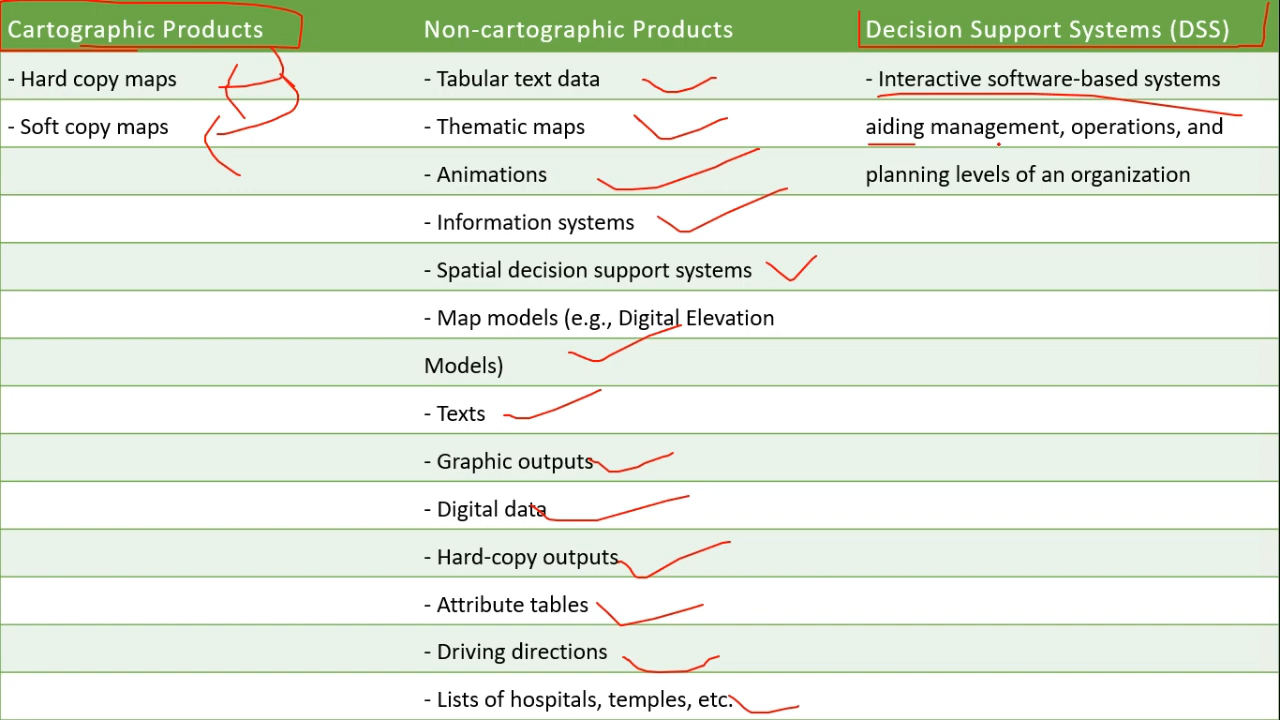 Cartographic Products
- Hard copy maps
- Soft copy maps
Non-cartographic Products
- Tabular text data
- Thematic maps
- Animations
- Information systems
- Spatial decision support systems
- Map models (e.g., Digital Elevation
Models)
- Texts
- Graphic outputs
- Digital data
- Hard-copy outputs
- Attribute tables
- Driving directions
- Lists of hospitals, temples, etc.
Decision Support Systems (DSS)
- Interactive software-based systems
aiding management, operations, and
planning levels of an organization